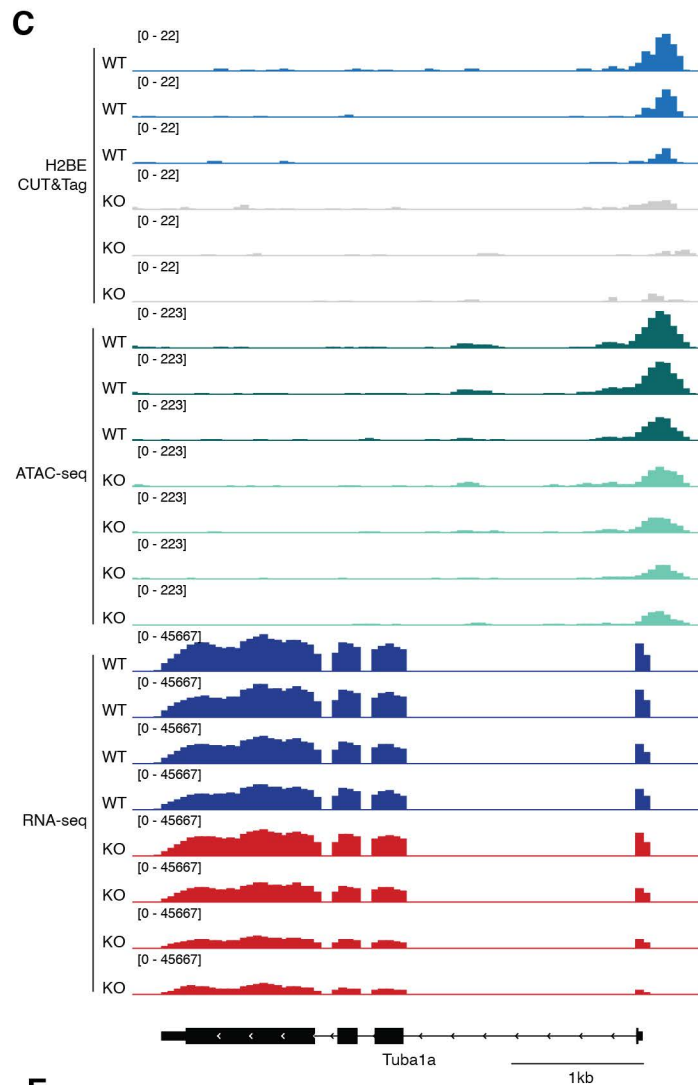 C
[0 - 22]
WT
[0 - 22]
WT
[0 - 22]
WT
H2BE
CUT&Tag
[0 - 22]
KO
[0 - 22]
KO
[0 - 22]
KO
[0 - 223]
WT
[0 - 223]
WT
[0 - 223]
WT
ATAC-seq
[0 - 223]
KO
[0 - 223]
KO
[0 - 223]
KO
[0 - 223]
KO
[0 - 45667]
WT
[0 - 45667]
WT
[0 - 45667]
WT
[0 - 45667]
WT
RNA-seq
[0 - 45667]
KO
[0 - 45667]
KO
[0 - 45667]
KO
[0 - 45667]
KO
Tuba1a
1kb